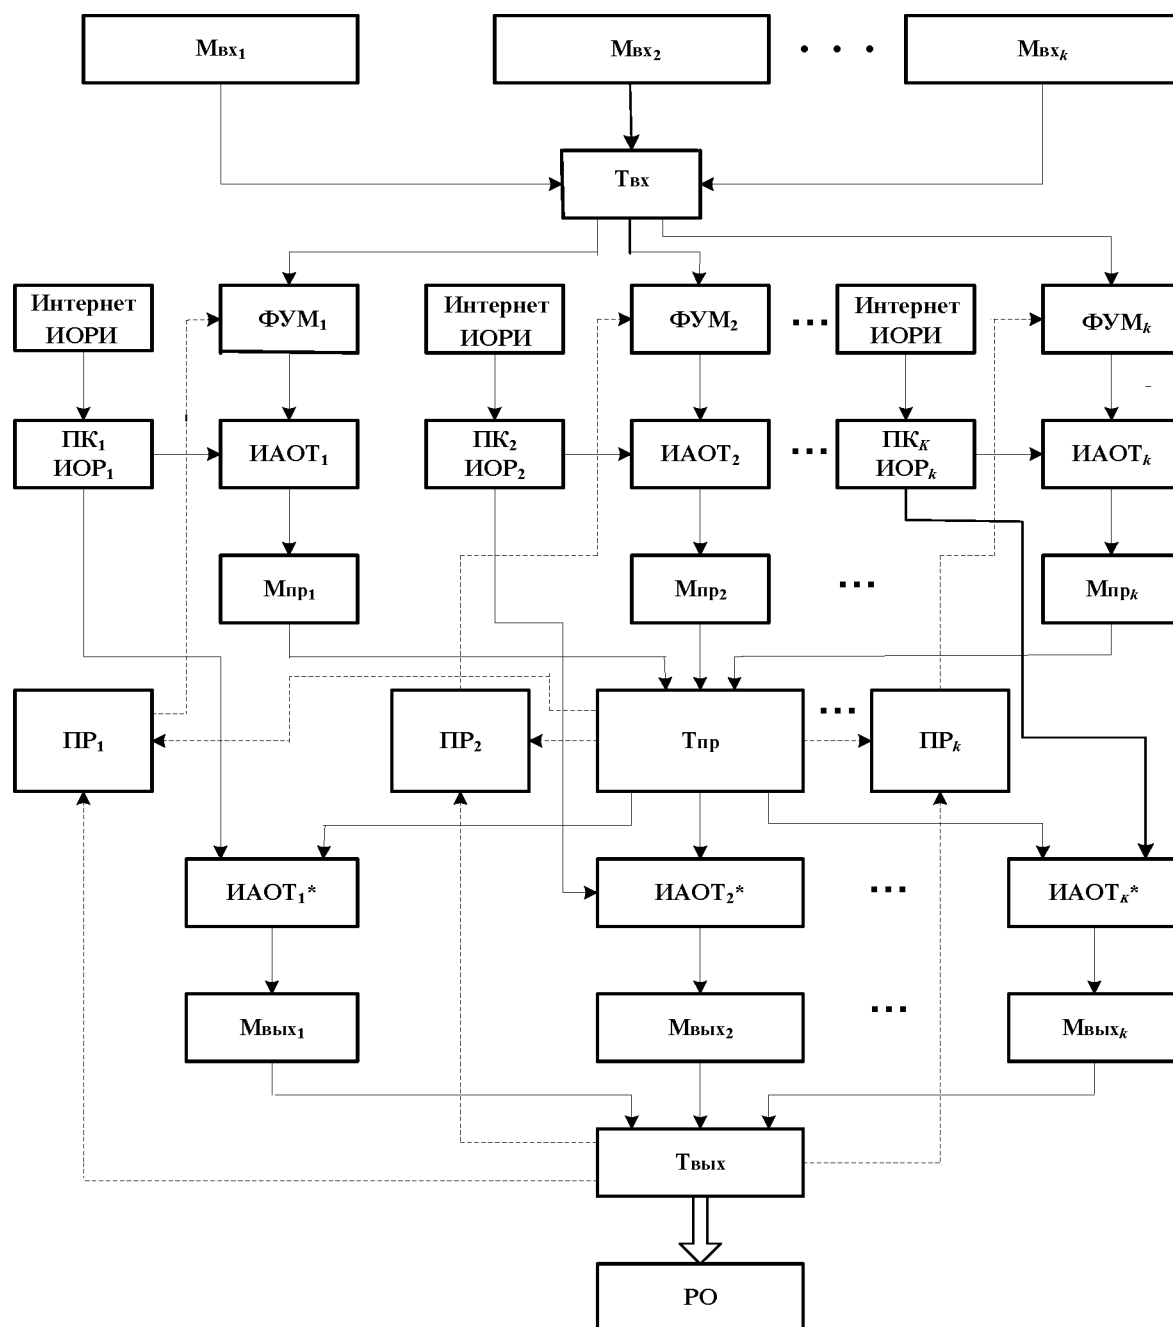 Мвх₁
Мвх₂
. . .
Мвхₖ
Твх
Интернет
ИОРИ
ФУМ₁
Интернет
ИОРИ
ФУМ₂
...
Интернет
ИОРИ
ФУМₖ
ПК₁
ИОР₁
ИАОТ₁
ПК₂
ИОР₂
ИАОТ₂
...
ПКK
ИОРₖ
ИАОТₖ
Мпр₁
Мпр₂
...
Мпрₖ
ПР₁
ПР₂
Тпр
...
ПРₖ
ИАОТ₁*
ИАОТ₂*
...
ИАОТк*
Мвых₁
Мвых₂
...
Мвыхₖ
Твых
РО